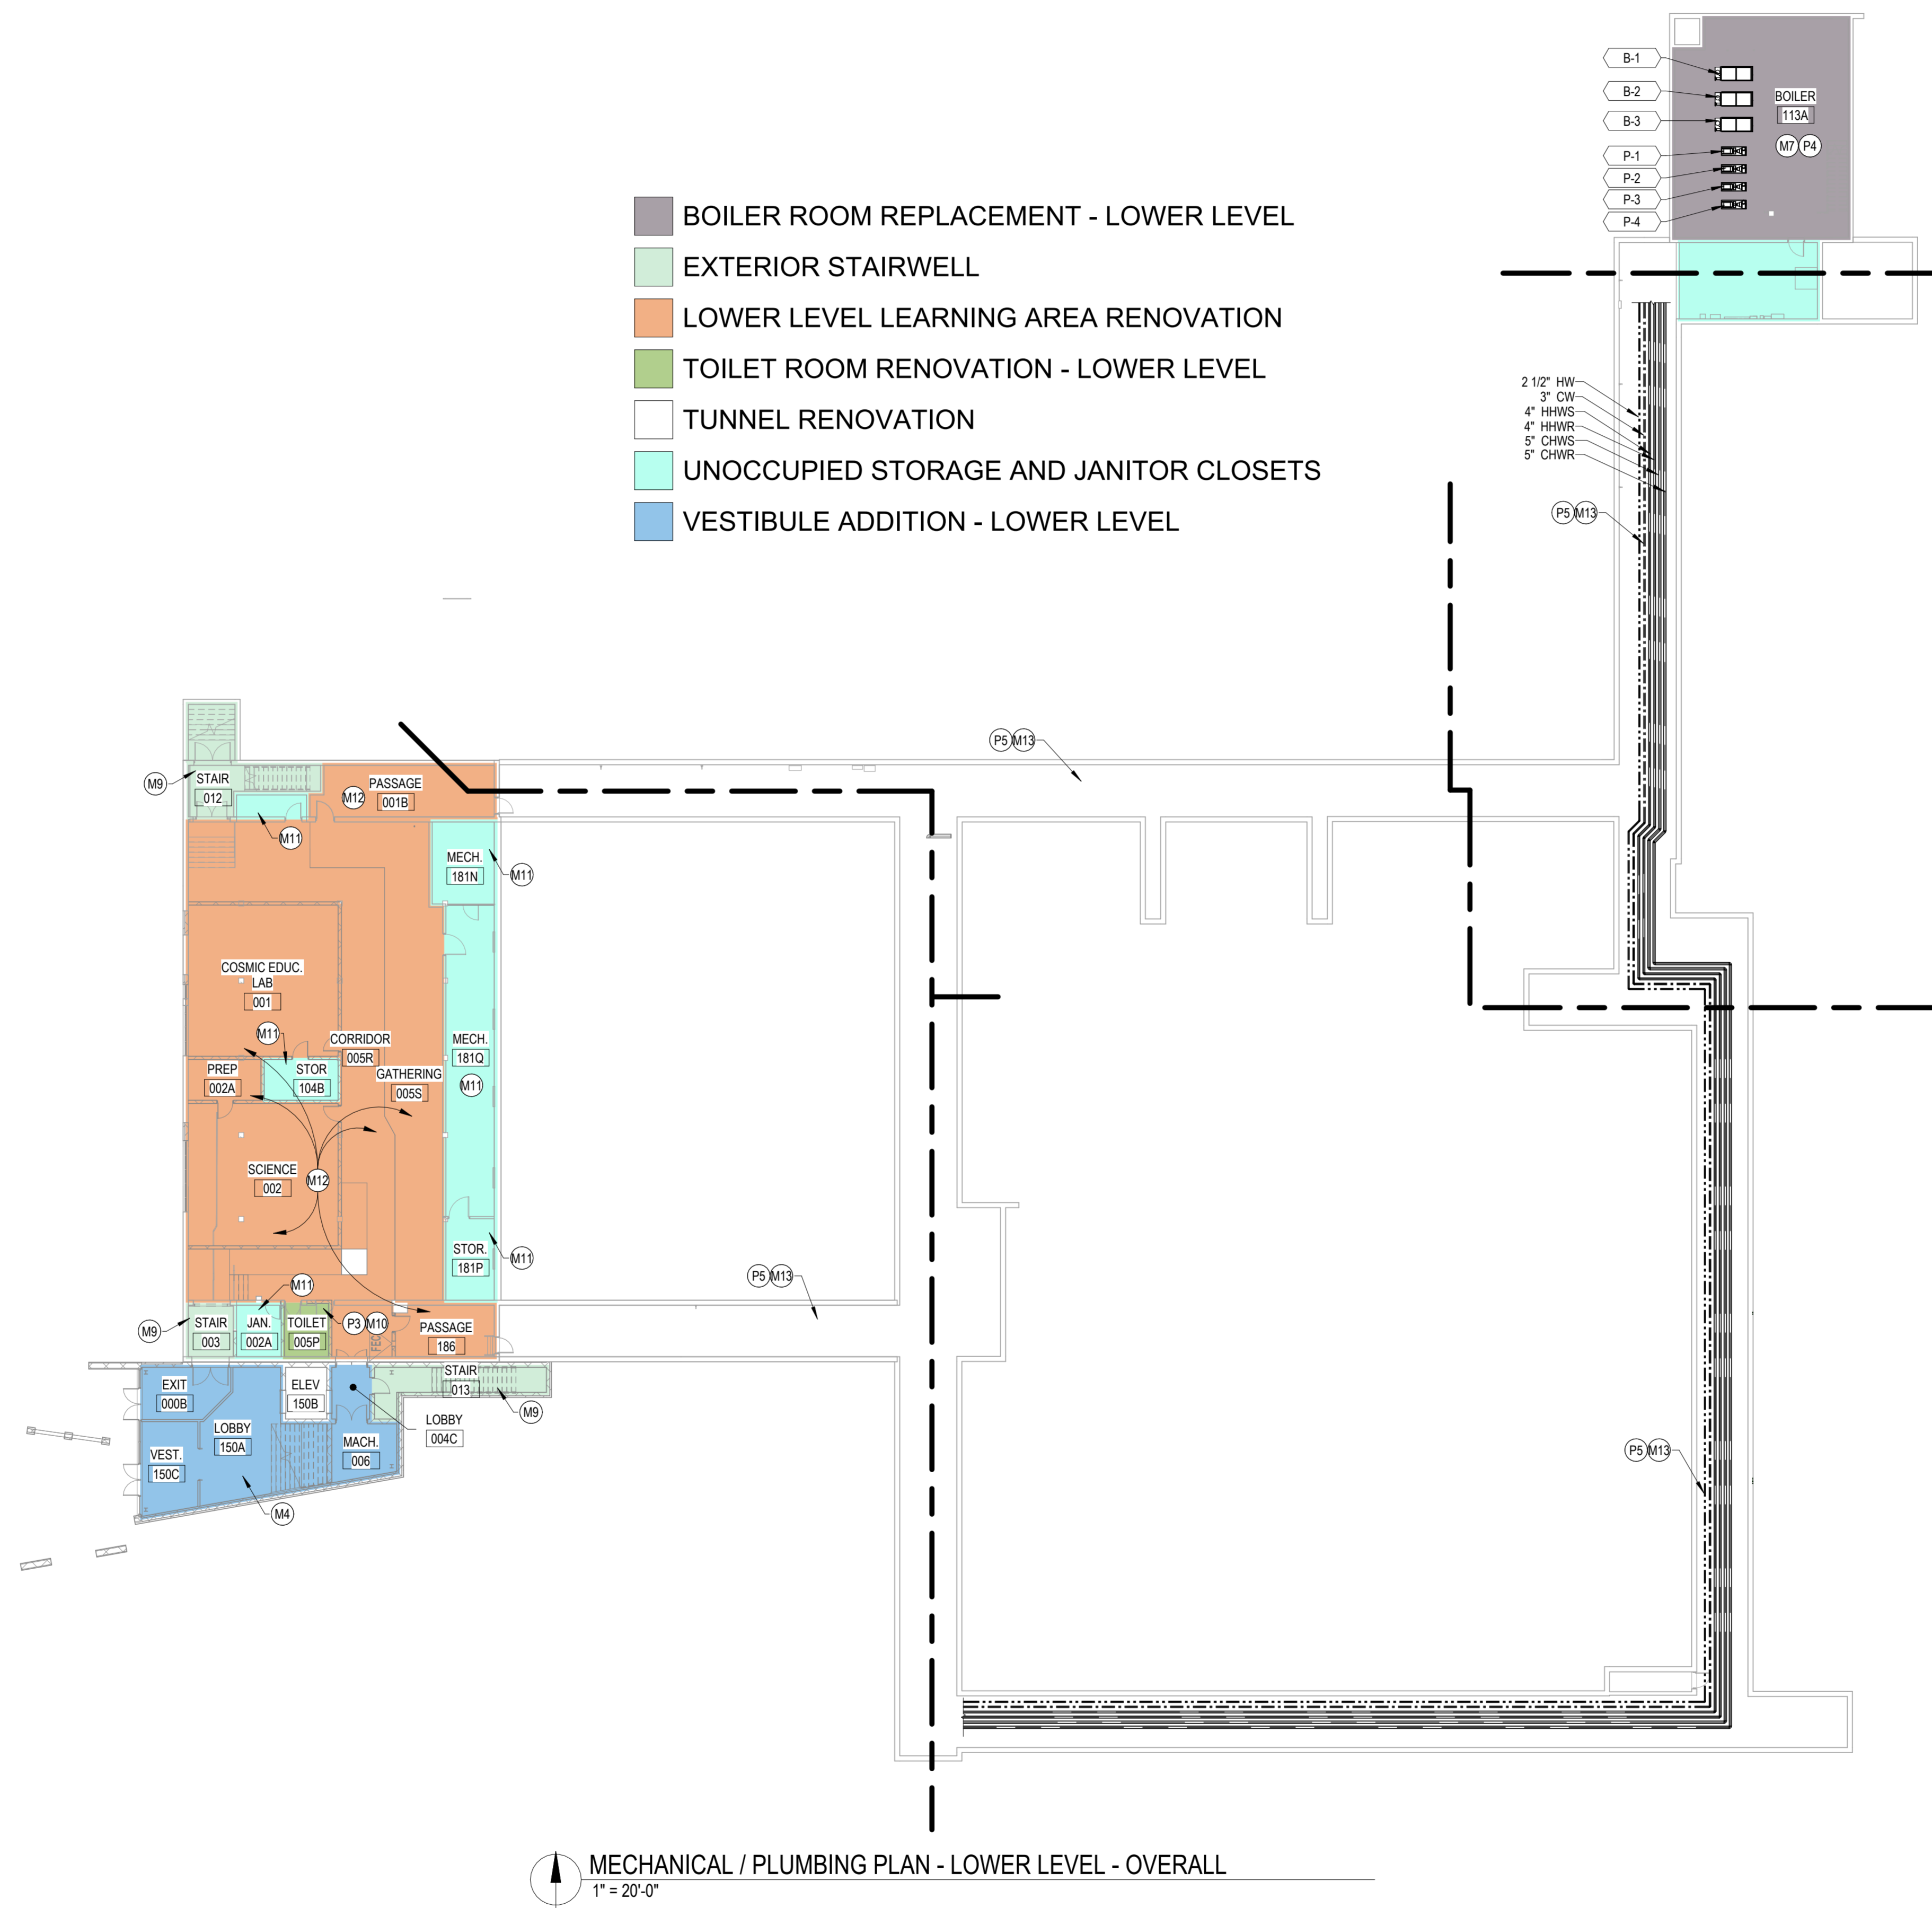 B-1
B-2
B-3
P-1
P-2
P-3
P-4
BOILER
113A
M7 P4
BOILER ROOM REPLACEMENT - LOWER LEVEL
EXTERIOR STAIRWELL
LOWER LEVEL LEARNING AREA RENOVATION
TOILET ROOM RENOVATION - LOWER LEVEL
TUNNEL RENOVATION
UNOCCUPIED STORAGE AND JANITOR CLOSETS
VESTIBULE ADDITION - LOWER LEVEL
2 1/2" HW
3" CW
4" HHWS
4" HHWR
5" CHWS
5" CHWR
P5 M13
P5 M13
M9
STAIR
012
M12
PASSAGE
001B
M11
MECH.
181N
M11
COSMIC EDUC.
LAB
001
M11
CORRIDOR
005R
MECH.
181Q
M11
PREP
002A
STOR
104B
GATHERING
005S
SCIENCE
002
M12
STOR.
181P
M11
M11
P5 M13
M9
STAIR
003
JAN.
002A
TOILET
005P
P3 M10
FEC
PASSAGE
186
EXIT
000B
ELEV
150B
STAIR
013
M9
LOBBY
004C
LOBBY
150A
MACH.
006
VEST.
150C
M4
P5 M13
MECHANICAL / PLUMBING PLAN - LOWER LEVEL - OVERALL
1" = 20'-0"